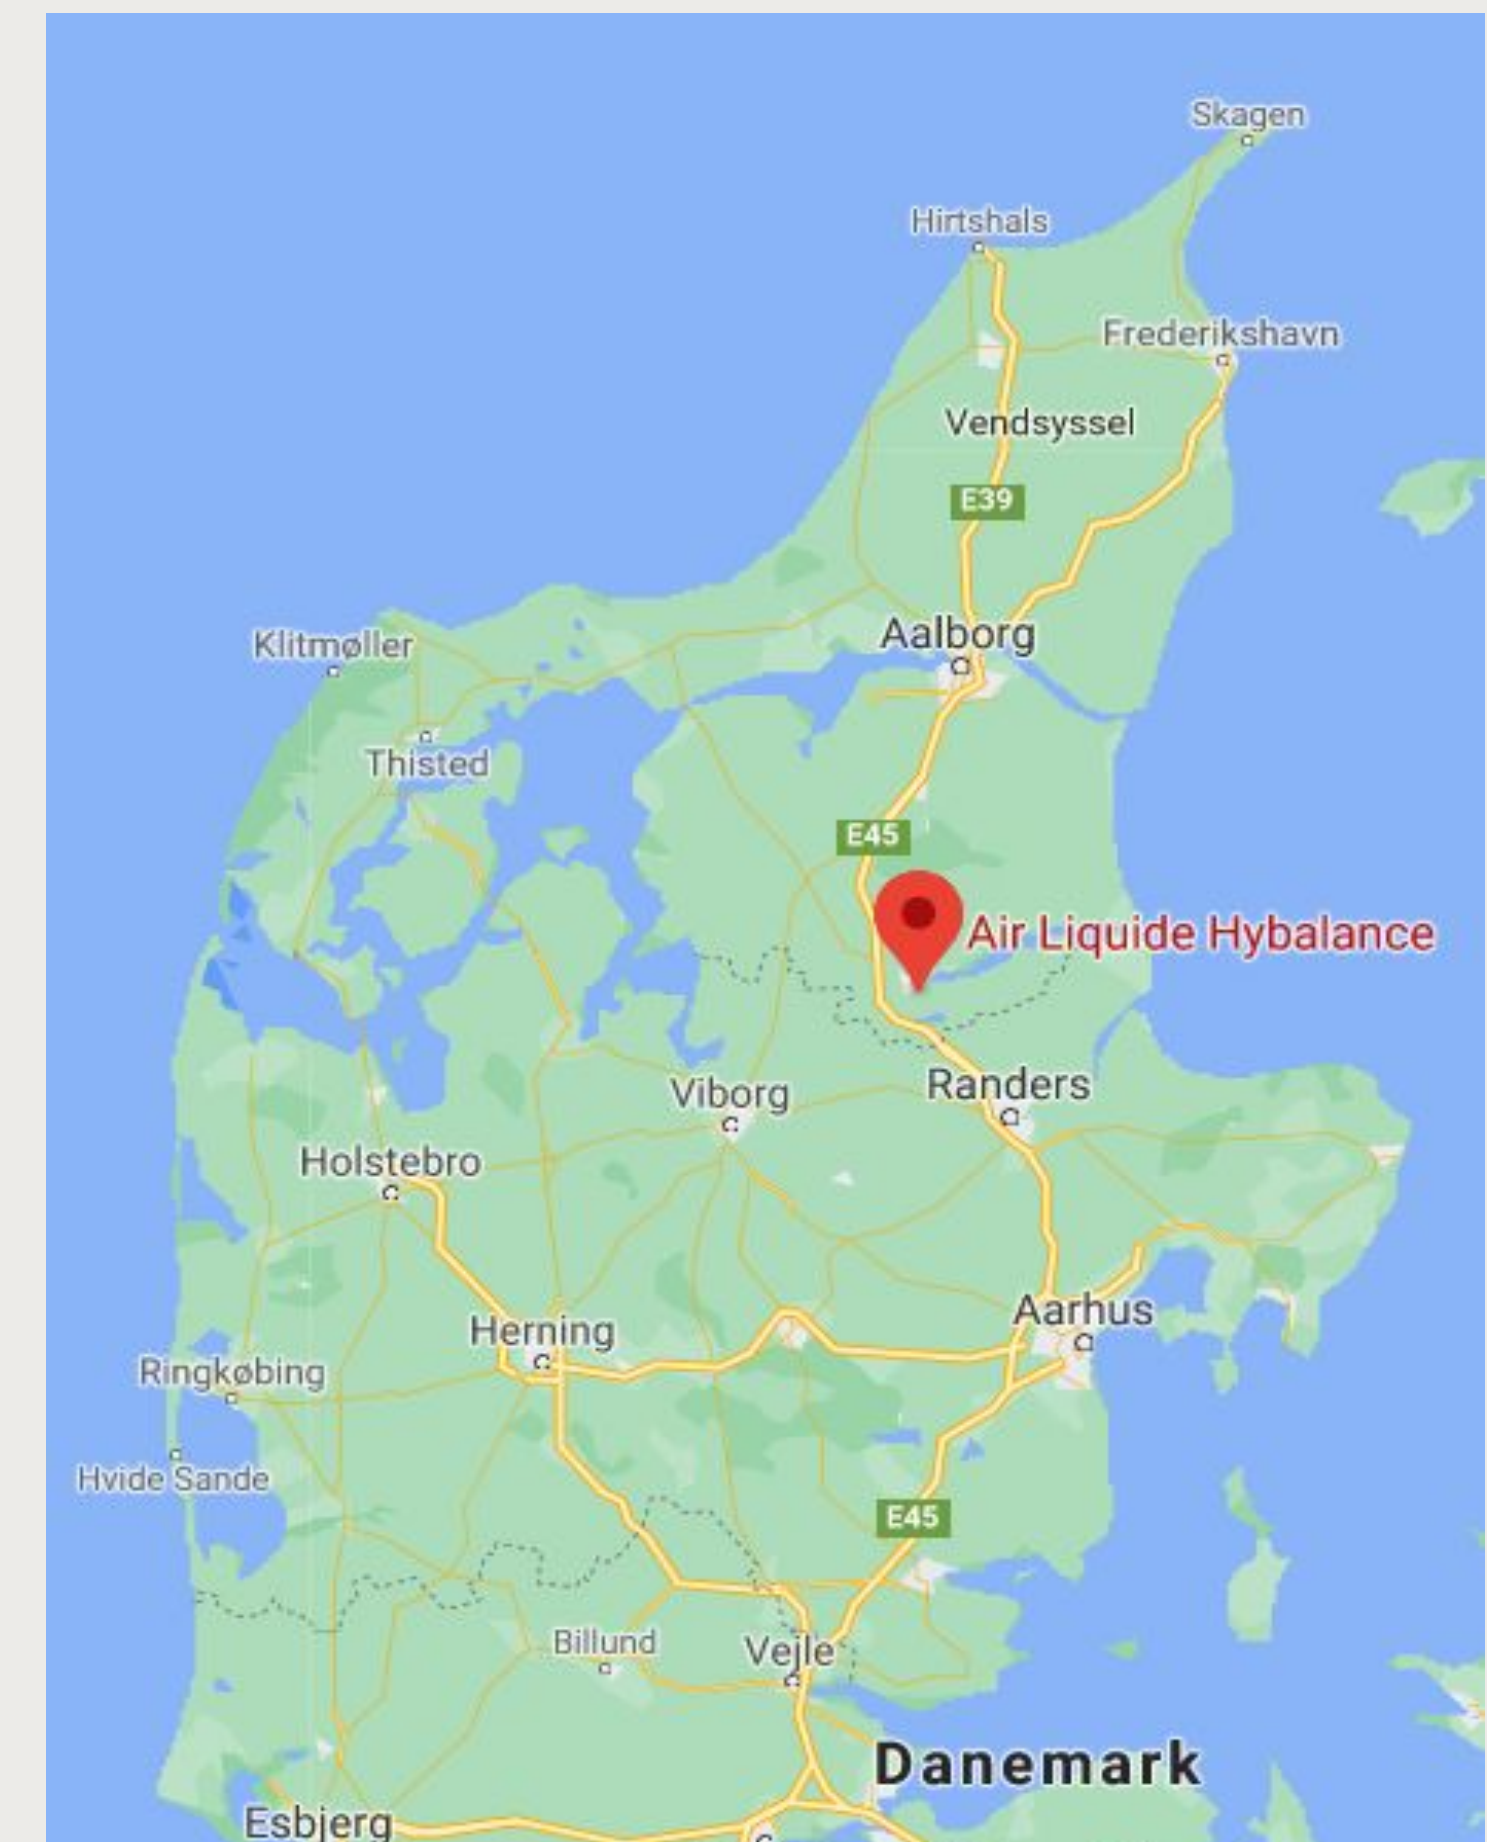 Skagen
Hirtshals
Frederikshavn
Vendsyssel
E39
Aalborg
Klitmøller
Thisted
E45
Air Liquide Hybalance
Viborg
Randers
Holstebro
Aarhus
Herning
Ringkøbing
Hvide Sande
E45
Billund
Vejle
Danemark
Esbjerg